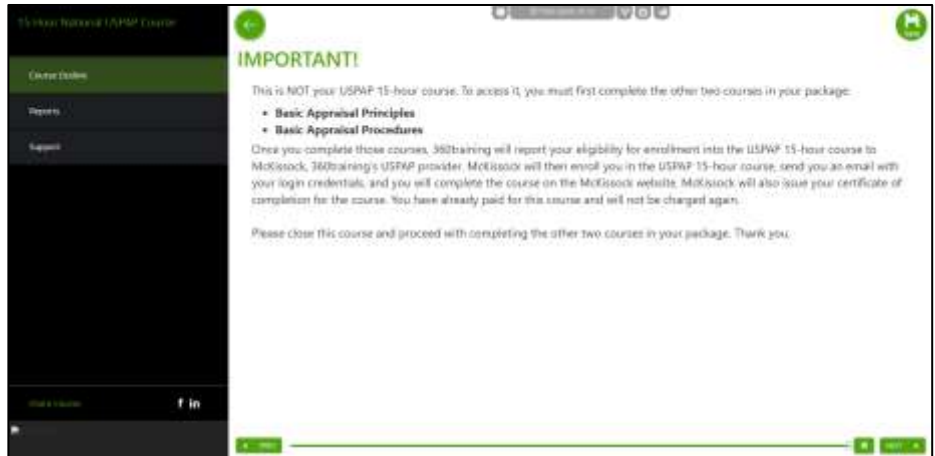 15-Hour National USPAP Course
Course Outline
Reports
Support
IMPORTANT!
This is NOT your USPAP 15-hour course. To access it, you must first complete the other two courses in your package:
• Basic Appraisal Principles
• Basic Appraisal Procedures
Once you complete those courses, 360training will report your eligibility for enrollment into the USPAP 15-hour course to
McKissock, 360training's USPAP provider. McKissock will then enroll you in the USPAP 15-hour course, send you an email with
your login credentials, and you will complete the course on the McKissock website. McKissock will also issue your certificate of
completion for the course. You have already paid for this course and will not be charged again.
Please close this course and proceed with completing the other two courses in your package. Thank you.
f in
PREV
NEXT